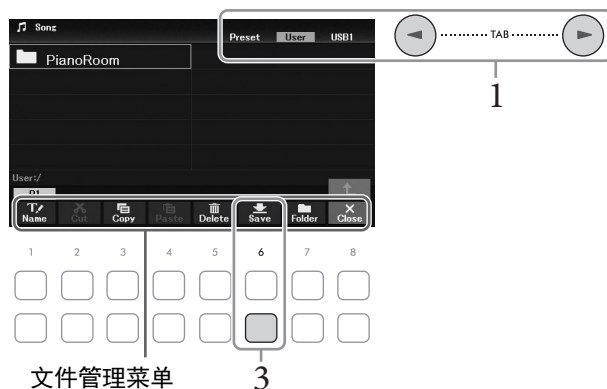 Song
Preset User USB1
TAB
1
PianoRoom
User:/
P1
Name Cut Copy Paste Delete Save Folder Close
1 2 3 4 5 6 7 8
文件管理菜单
3